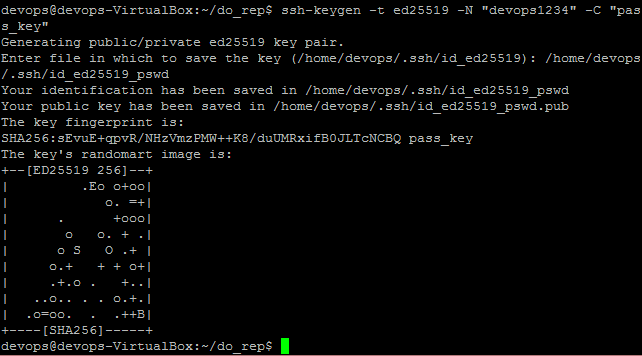 devops@devops-VirtualBox:~/do_rep$ ssh-keygen -t ed25519 -N "devops1234" -C "pas
s_key"
Generating public/private ed25519 key pair.
Enter file in which to save the key (/home/devops/.ssh/id_ed25519): /home/devops
/.ssh/id_ed25519_pswd
Your identification has been saved in /home/devops/.ssh/id_ed25519_pswd
Your public key has been saved in /home/devops/.ssh/id_ed25519_pswd.pub
The key fingerprint is:
SHA256:sEvuE+qpvR/NHzVmzPMW++K8/duUMRxifB0JLTcNCBQ pass_key
The key's randomart image is:
+--[ED25519 256]--+
|         .Eo o+oo|
|            o. =+|
|      .      +ooo|
|       o   o. + .|
|      o S   O .+ |
|     o.+   + + o+|
|     .+.o .   +..|
|   ..o.. . . o.+.|
|  .o=oo.  .  .++B|
+----[SHA256]-----+
devops@devops-VirtualBox:~/do_rep$